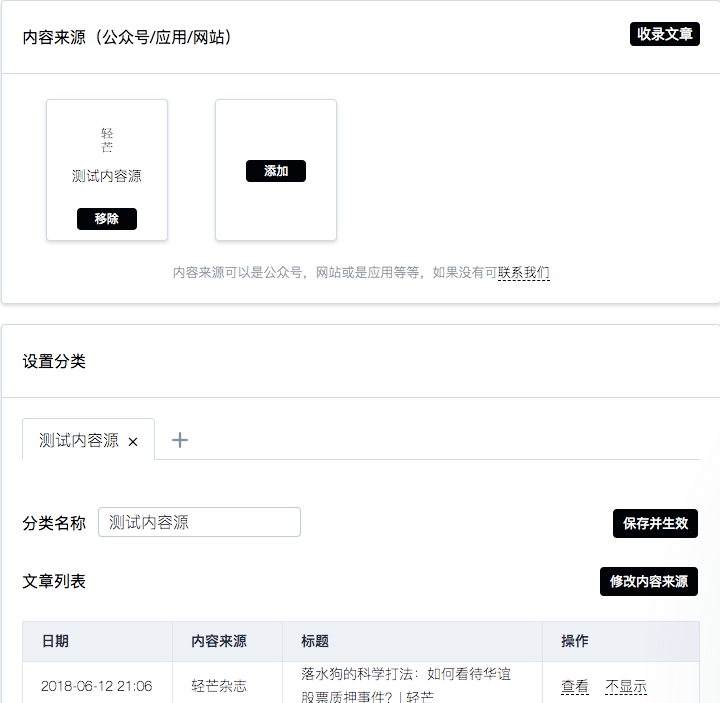 内容来源（公众号/应用/网站）
收录文章
轻
芒
测试内容源
移除
添加
内容来源可以是公众号，网站或是应用等等，如果没有可联系我们
设置分类
测试内容源 ×
+
分类名称 测试内容源 保存并生效
文章列表 修改内容来源
日期 内容来源 标题 操作
2018-06-12 21:06 轻芒杂志 落水狗的科学打法：如何看待华谊 查看 不显示
股票质押事件？| 轻芒